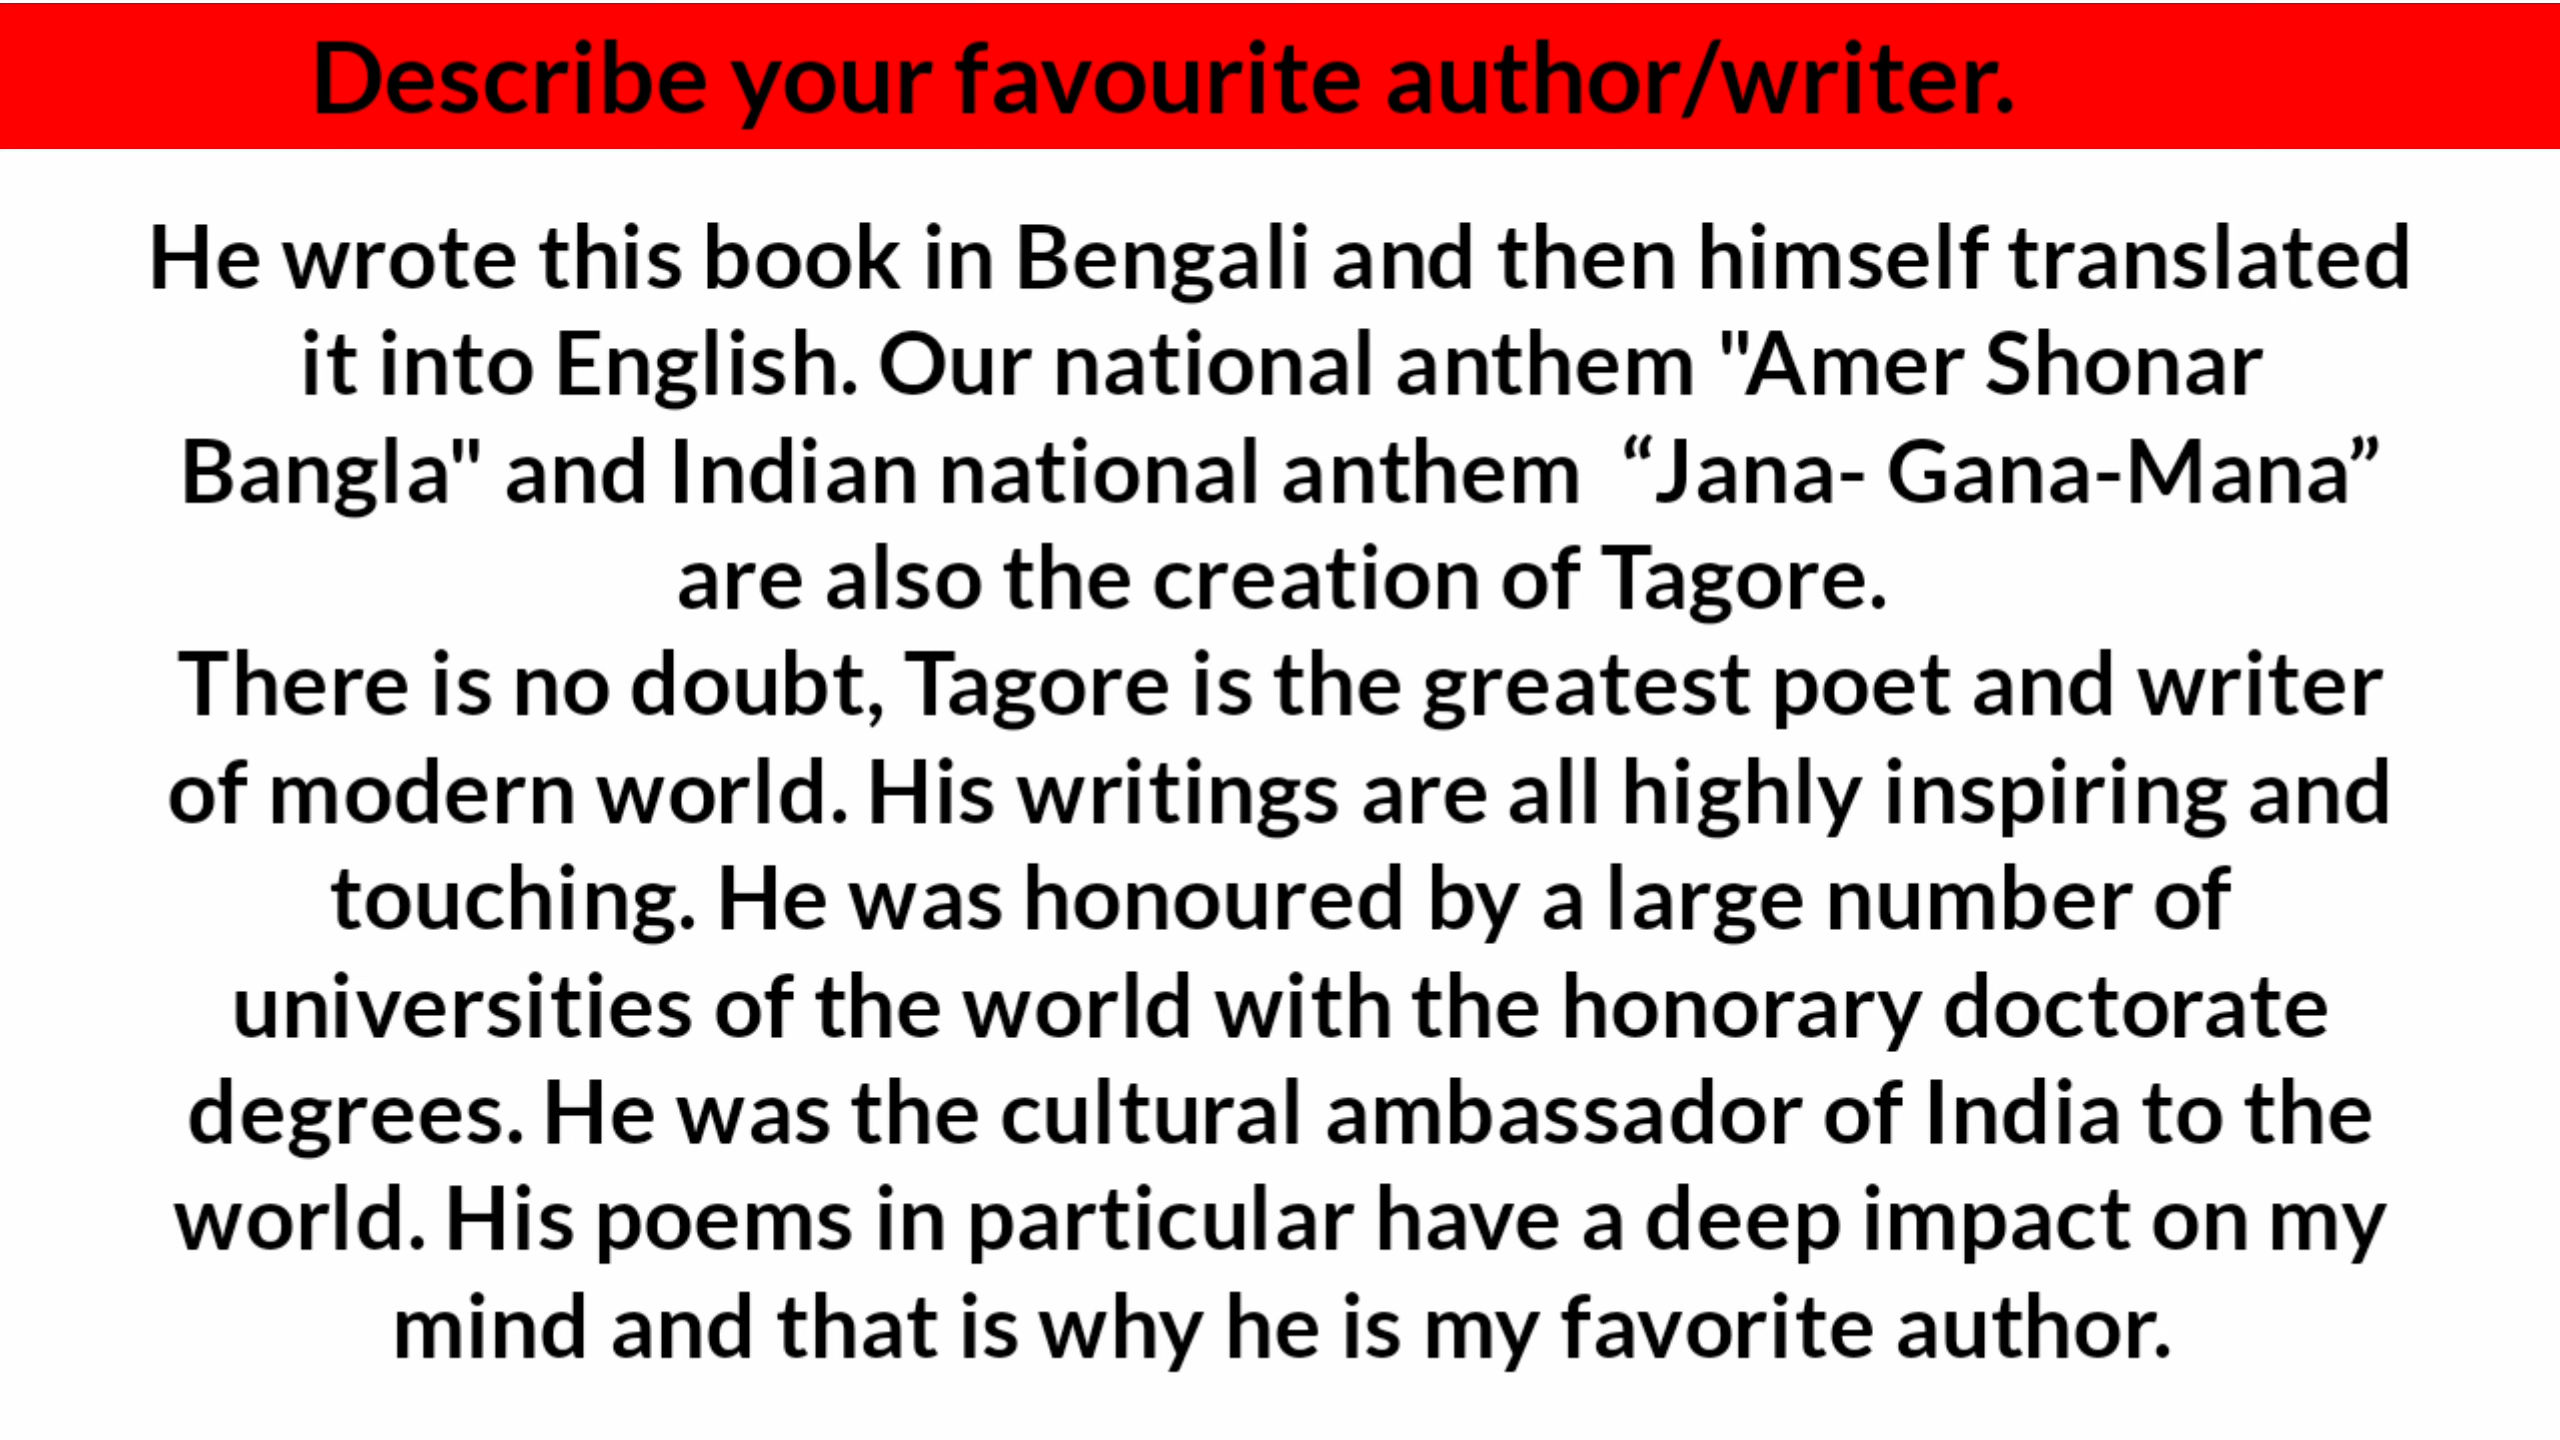 Describe your favourite author/writer.
He wrote this book in Bengali and then himself translated
it into English. Our national anthem "Amer Shonar
Bangla" and Indian national anthem “Jana- Gana-Mana”
are also the creation of Tagore.
There is no doubt, Tagore is the greatest poet and writer
of modern world. His writings are all highly inspiring and
touching. He was honoured by a large number of
universities of the world with the honorary doctorate
degrees. He was the cultural ambassador of India to the
world. His poems in particular have a deep impact on my
mind and that is why he is my favorite author.